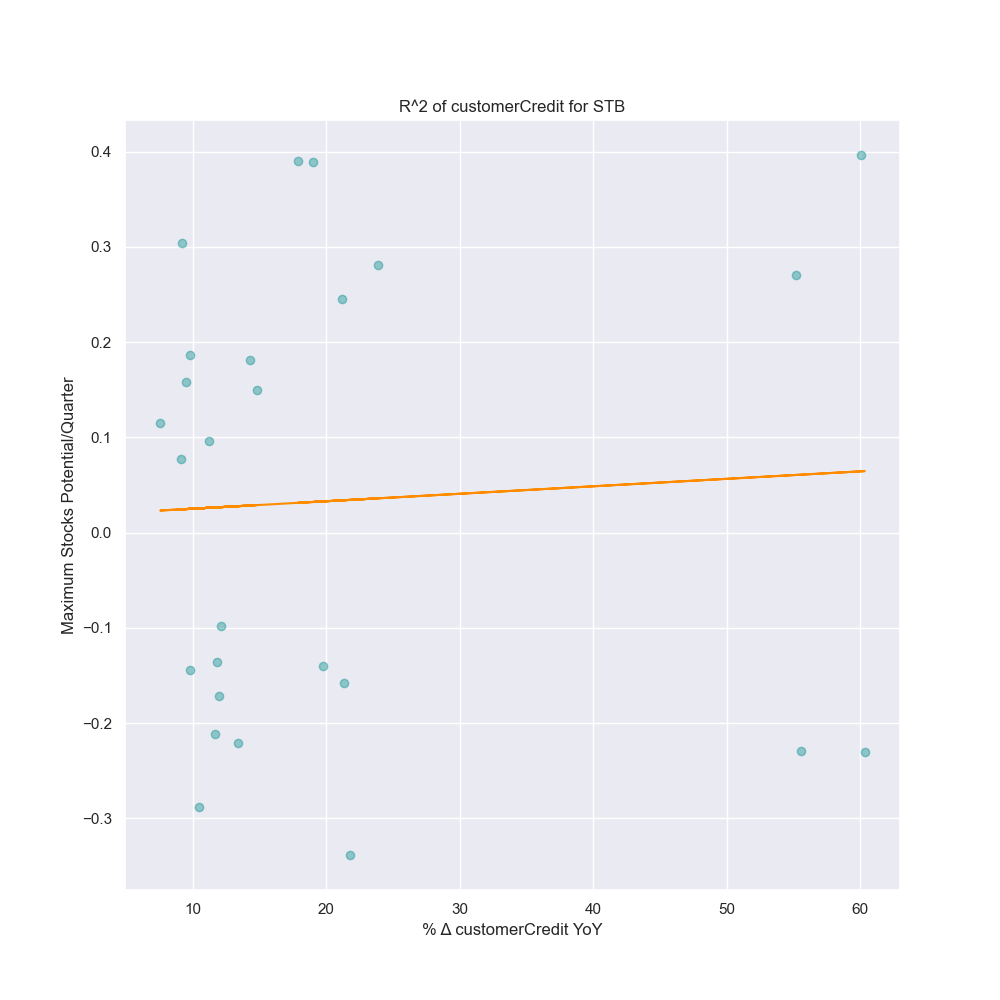 R^2 of customerCredit for STB
0.4
0.3
0.2
0.1
0.0
−0.1
−0.2
−0.3
Maximum Stocks Potential/Quarter
10 20 30 40 50 60
% Δ customerCredit YoY